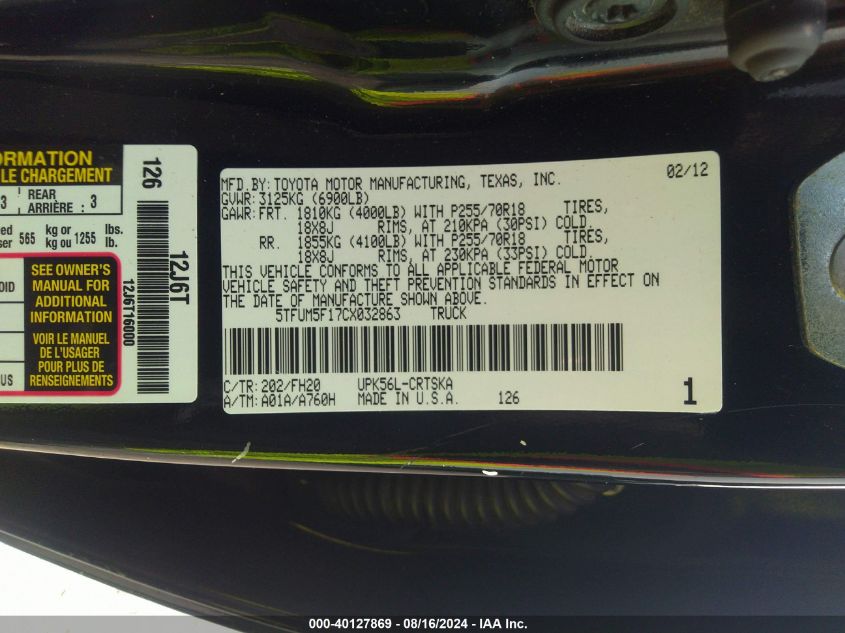 ORMATION
LE CHARGEMENT
3 REAR ARRIÈRE : 3
565 kg or kg ou 1255 lbs. lb.
SEE OWNER'S
MANUAL FOR
ADDITIONAL
INFORMATION
VOIR LE MANUEL
DE L'USAGER
POUR PLUS DE
RENSEIGNEMENTS
OID
US
126
12J6T
12J6T16000
02/12
MFD.BY: TOYOTA MOTOR MANUFACTURING, TEXAS, INC.
GVWR: 3125KG (6900LB)
GAWR: FRT. 1810KG (4000LB) WITH P255/70R18 TIRES,
18X8J RIMS, AT 210KPA (30PSI) COLD.
RR. 1855KG (4100LB) WITH P255/70R18 TIRES,
18X8J RIMS, AT 230KPA (33PSI) COLD.
THIS VEHICLE CONFORMS TO ALL APPLICABLE FEDERAL MOTOR
VEHICLE SAFETY AND THEFT PREVENTION STANDARDS IN EFFECT ON
THE DATE OF MANUFACTURE SHOWN ABOVE.
5TFUM5F17CX032863 TRUCK
C/TR: 202/FH20 UPK56L-CRTSKA
A/TM: A01A/A760H MADE IN U.S.A. 126 1
000-40127869 - 08/16/2024 - IAA Inc.